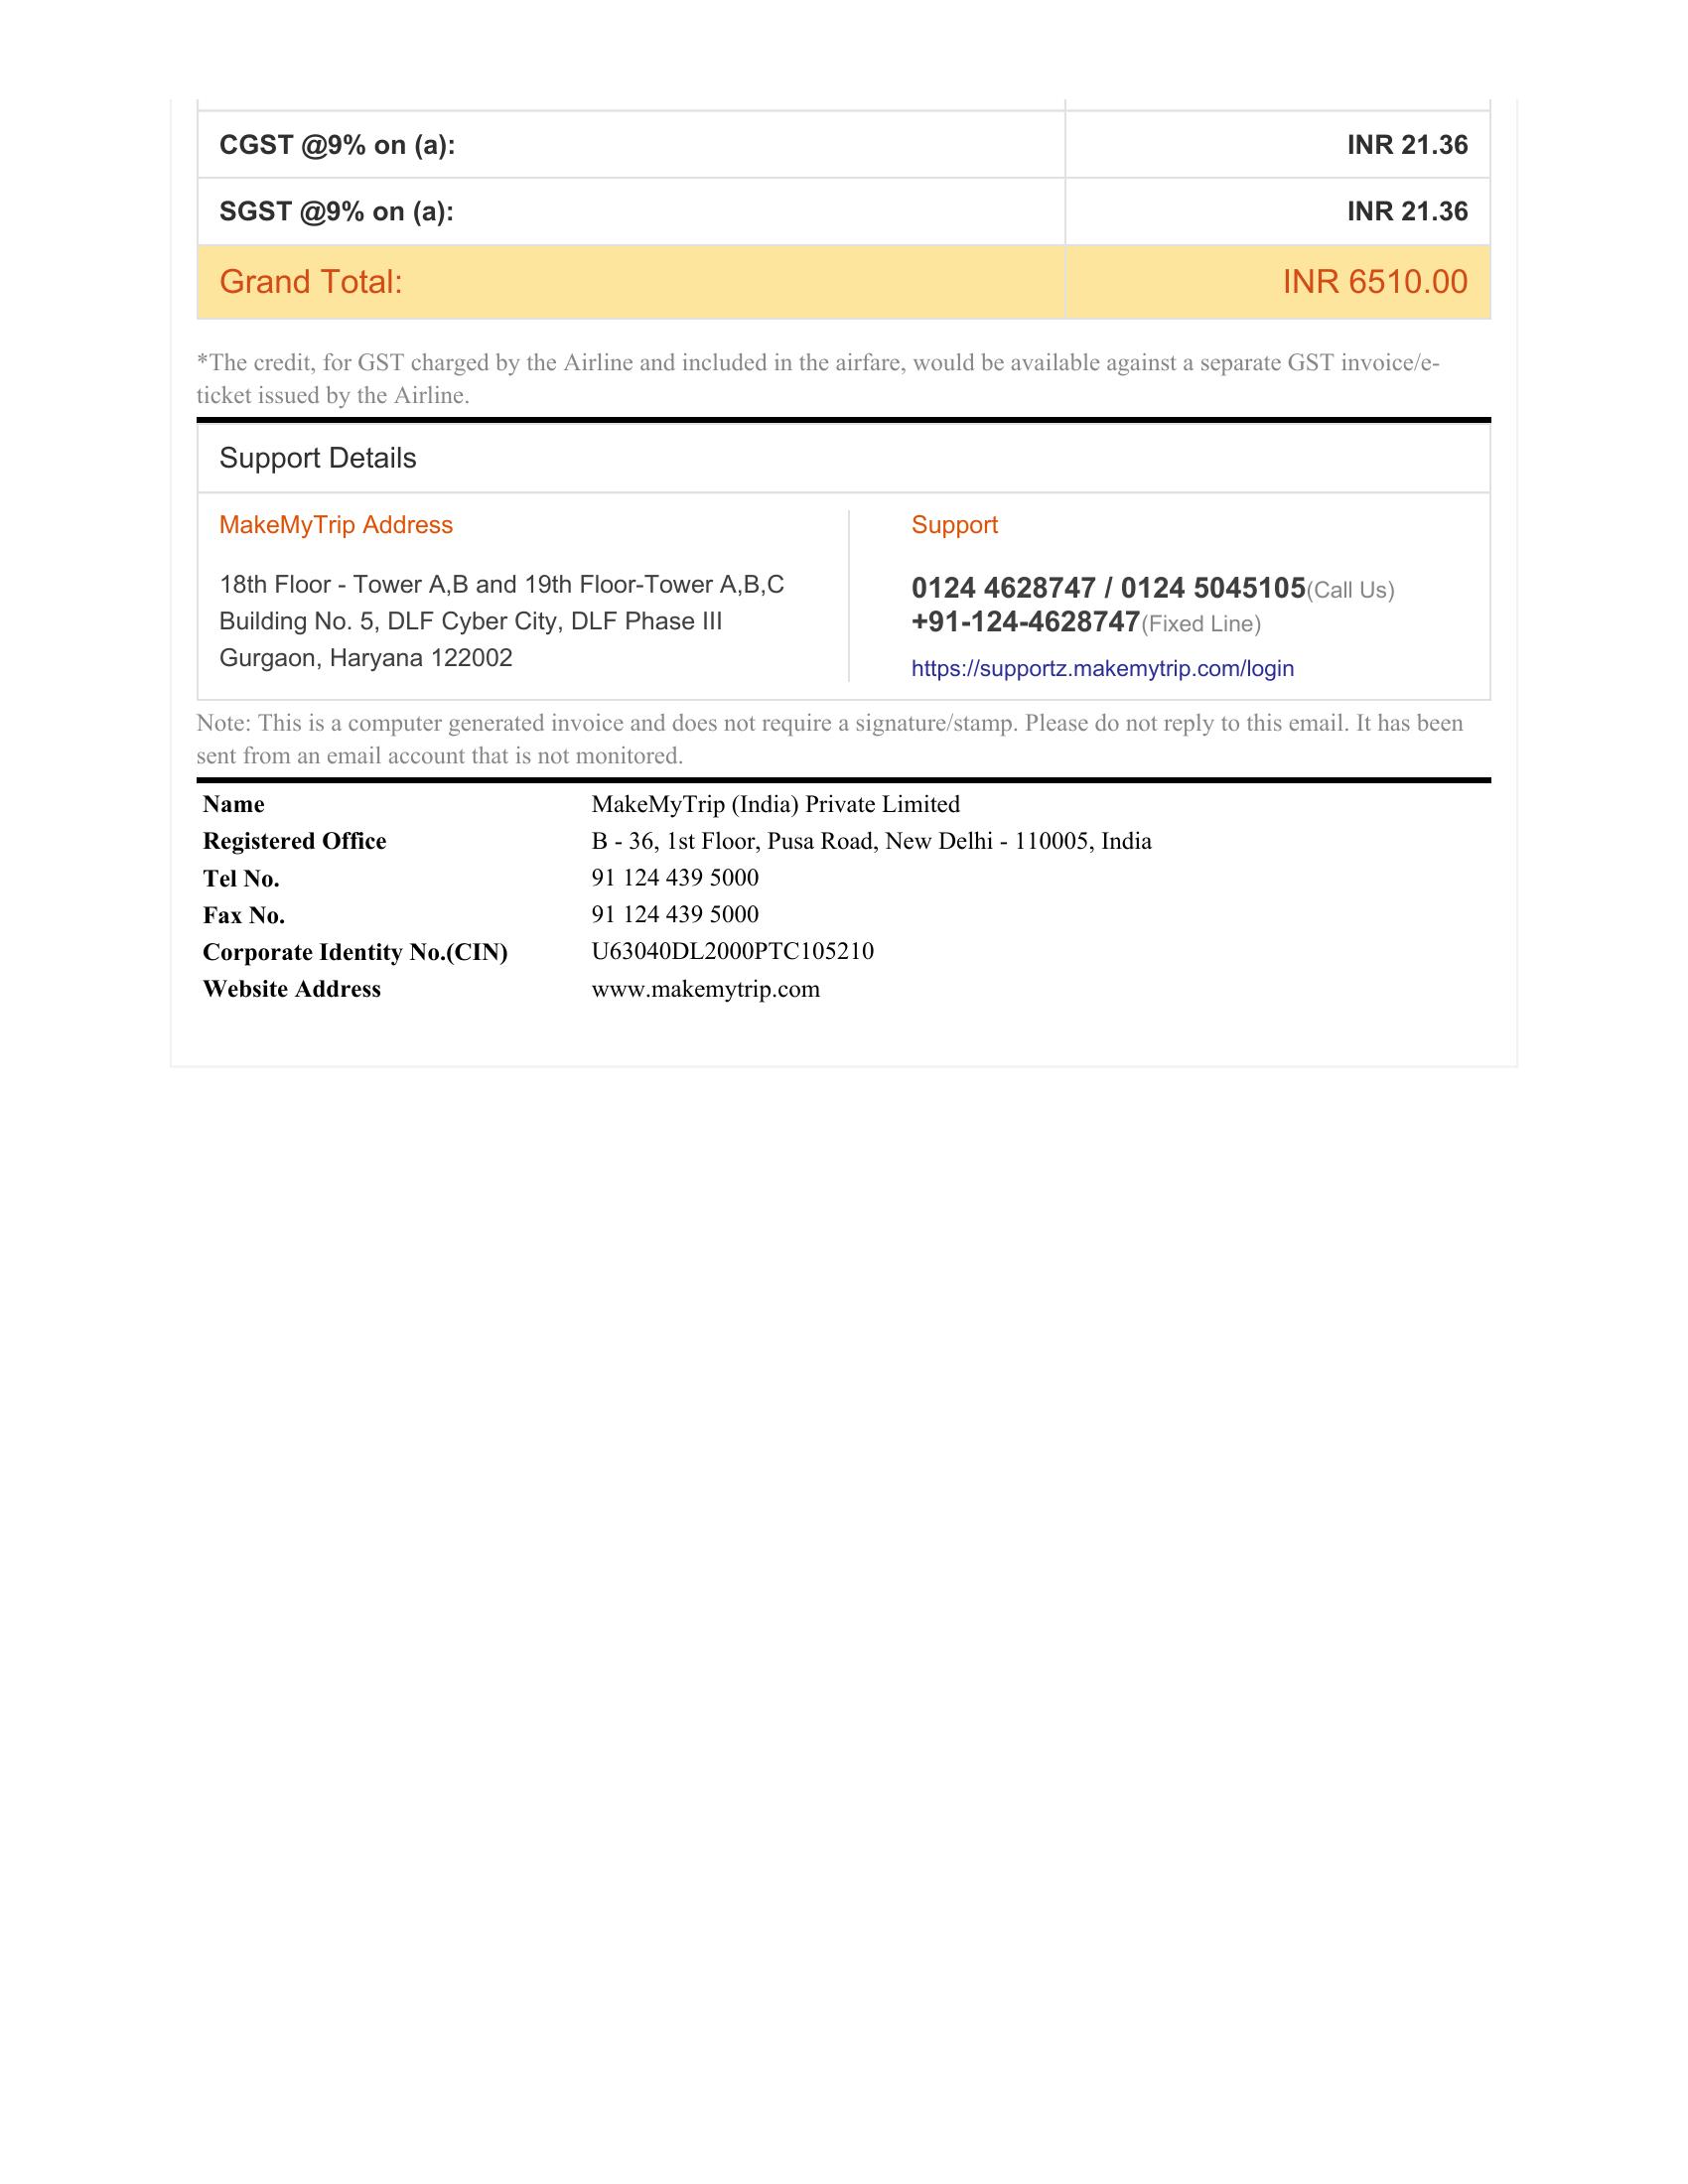 CGST @9% on (a): INR 21.36
SGST @9% on (a): INR 21.36
Grand Total: INR 6510.00
*The credit, for GST charged by the Airline and included in the airfare, would be available against a separate GST invoice/e-
ticket issued by the Airline.
Support Details
MakeMyTrip Address
18th Floor - Tower A,B and 19th Floor-Tower A,B,C
Building No. 5, DLF Cyber City, DLF Phase III
Gurgaon, Haryana 122002
Support
0124 4628747 / 0124 5045105(Call Us)
+91-124-4628747(Fixed Line)
https://supportz.makemytrip.com/login
Note: This is a computer generated invoice and does not require a signature/stamp. Please do not reply to this email. It has been
sent from an email account that is not monitored.
Name MakeMyTrip (India) Private Limited
Registered Office B - 36, 1st Floor, Pusa Road, New Delhi - 110005, India
Tel No. 91 124 439 5000
Fax No. 91 124 439 5000
Corporate Identity No.(CIN) U63040DL2000PTC105210
Website Address www.makemytrip.com